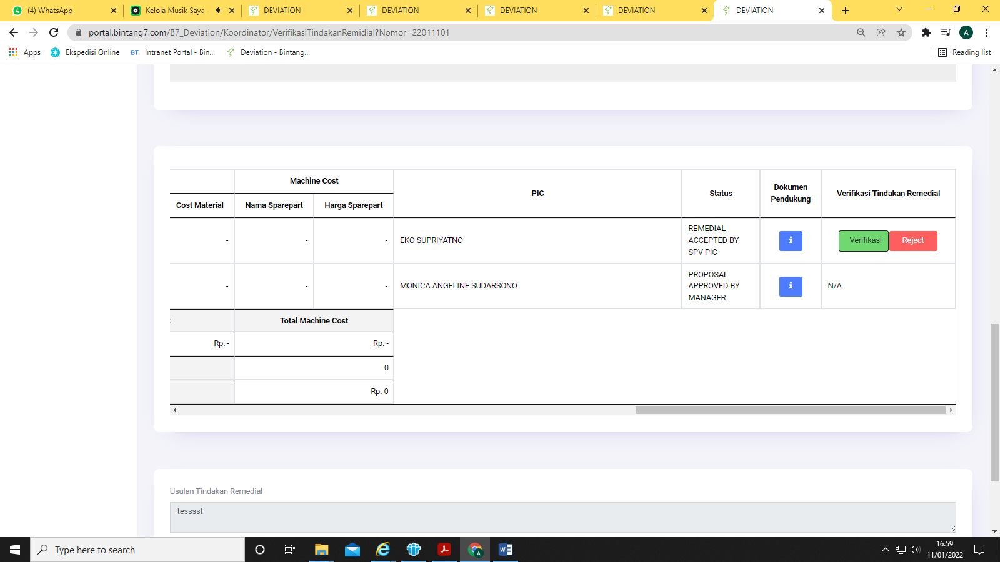 (4) WhatsApp
Kelola Musik Saya -
DEVIATION
DEVIATION
DEVIATION
DEVIATION
DEVIATION
portal.bintang7.com/B7_Deviation/Koordinator/VerifikasiTindakanRemidial?Nomor=22011101
A
Apps
Ekspedisi Online
BT Intranet Portal - Bin...
Deviation - Bintang...
Reading list
Machine Cost
PIC
Status
Dokumen
Pendukung
Verifikasi Tindakan Remedial
Cost Material
Nama Sparepart
Harga Sparepart
- - - EKO SUPRIYATNO
REMEDIAL
ACCEPTED BY
SPV PIC
i
Verifikasi
Reject
- - - MONICA ANGELINE SUDARSONO
PROPOSAL
APPROVED BY
MANAGER
i
N/A
Total Machine Cost
Rp. -
Rp. -
0
Rp. 0
Usulan Tindakan Remedial
tesssst
Type here to search
16.59
11/01/2022